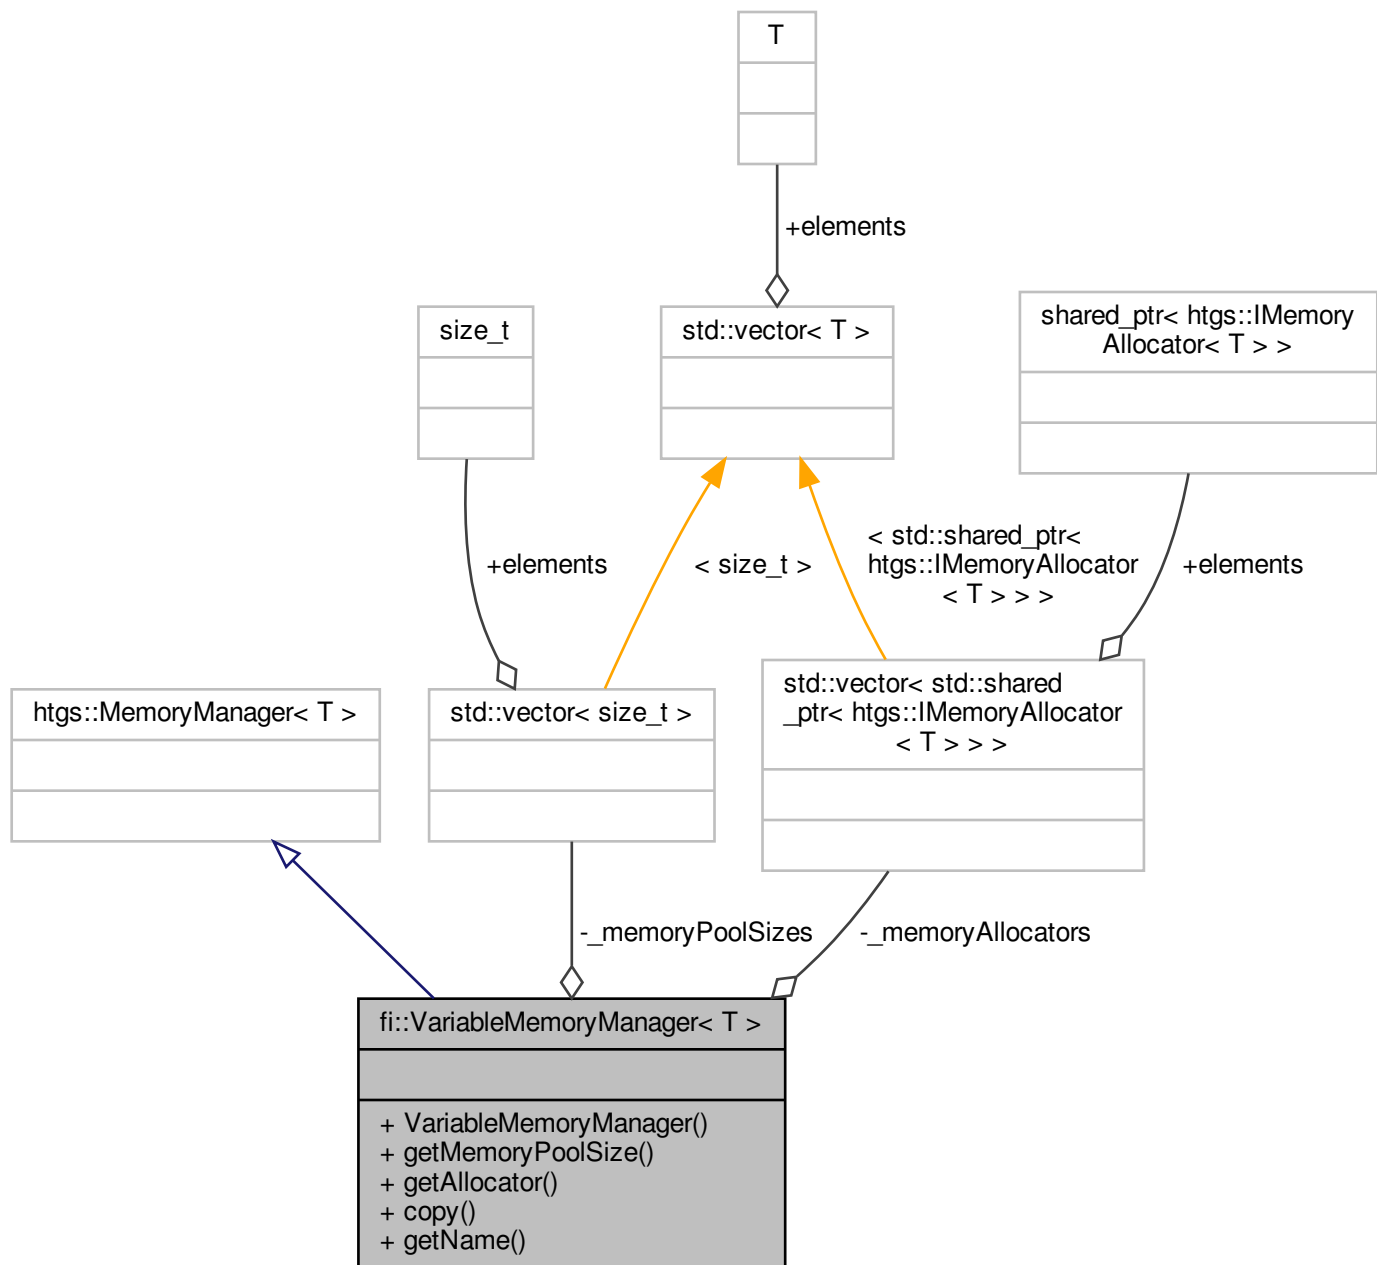 T
+elements
size_t
std::vector< T >
shared_ptr< htgs::IMemory
Allocator< T > >
+elements
< size_t >
< std::shared_ptr<
htgs::IMemoryAllocator
< T > > >
+elements
htgs::MemoryManager< T >
std::vector< size_t >
std::vector< std::shared
_ptr< htgs::IMemoryAllocator
< T > > >
-_memoryPoolSizes
-_memoryAllocators
fi::VariableMemoryManager< T >
+ VariableMemoryManager()
+ getMemoryPoolSize()
+ getAllocator()
+ copy()
+ getName()